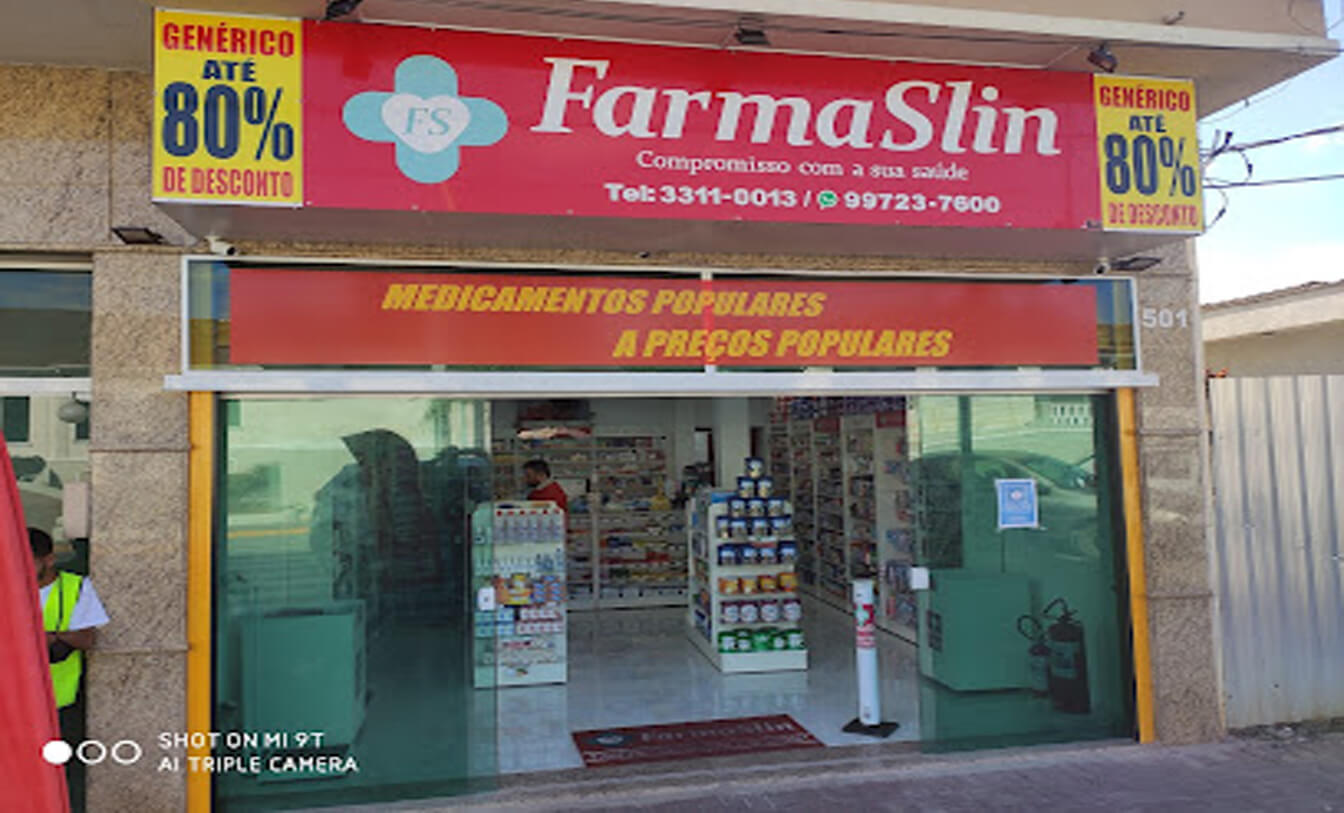 GENÉRICO
ATÉ
80%
DE DESCONTO
FS
FarmaSlin
Compromisso com a sua saúde
Tel: 3311-0013 / 99723-7600
GENÉRICO
ATÉ
80%
DE DESCONTO
MEDICAMENTOS POPULARES
A PREÇOS POPULARES
501
FarmaSlin
SHOT ON MI 9T
AI TRIPLE CAMERA